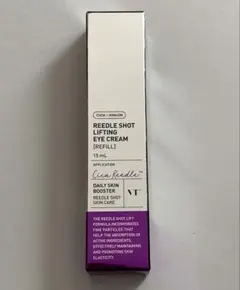 CICA + AMAZON
REEDLE SHOT
LIFTING
EYE CREAM
[REFILL]
15 mL
APPLICATION
Cica Reedle™
DAILY SKIN
BOOSTER
REEDLE SHOT
SKIN CARE
VT
THE REEDLE SHOT LIFT
FORMULA INCORPORATES
FINE PARTICLES THAT
HELP THE ABSORPTION OF
ACTIVE INGREDIENTS,
EFFECTIVELY MAINTAINING
AND PROMOTING SKIN
ELASTICITY